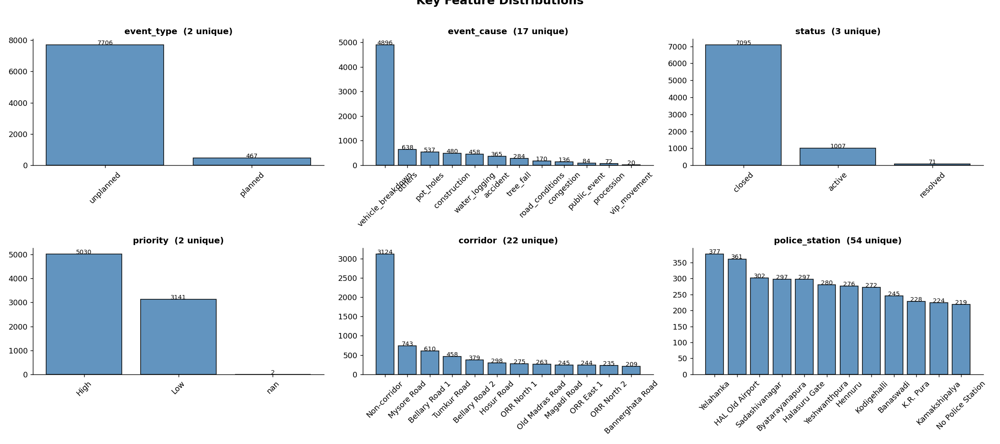 Key Feature Distributions
event_type (2 unique)
8000
6000
4000
2000
0
7706
467
unplanned
planned
event_cause (17 unique)
5000
4000
3000
2000
1000
0
4896
638
537
480
458
365
284
170
136
84
72
20
vehicle_breakdown
others
pot_holes
construction
water_logging
accident
tree_fall
road_conditions
congestion
public_event
procession
vip_movement
status (3 unique)
7000
6000
5000
4000
3000
2000
1000
0
7095
1007
71
closed
active
resolved
priority (2 unique)
5000
4000
3000
2000
1000
0
5030
3141
2
High
Low
nan
corridor (22 unique)
3000
2500
2000
1500
1000
500
0
3124
743
610
458
379
298
275
263
245
244
235
209
Non-corridor
Mysore Road
Bellary Road 1
Tumkur Road
Bellary Road 2
Hosur Road
ORR North 1
Old Madras Road
Magadi Road
ORR East 1
ORR North 2
Bannerghata Road
police_station (54 unique)
350
300
250
200
150
100
50
0
377
361
302
297
297
280
276
272
245
228
224
219
Yelahanka
HAL Old Airport
Sadashivanagar
Byatarayanapura
Halasuru Gate
Yeshwanthpura
Hennuru
Kodigehalli
Banaswadi
K.R. Pura
Kamakshipalya
No Police Station